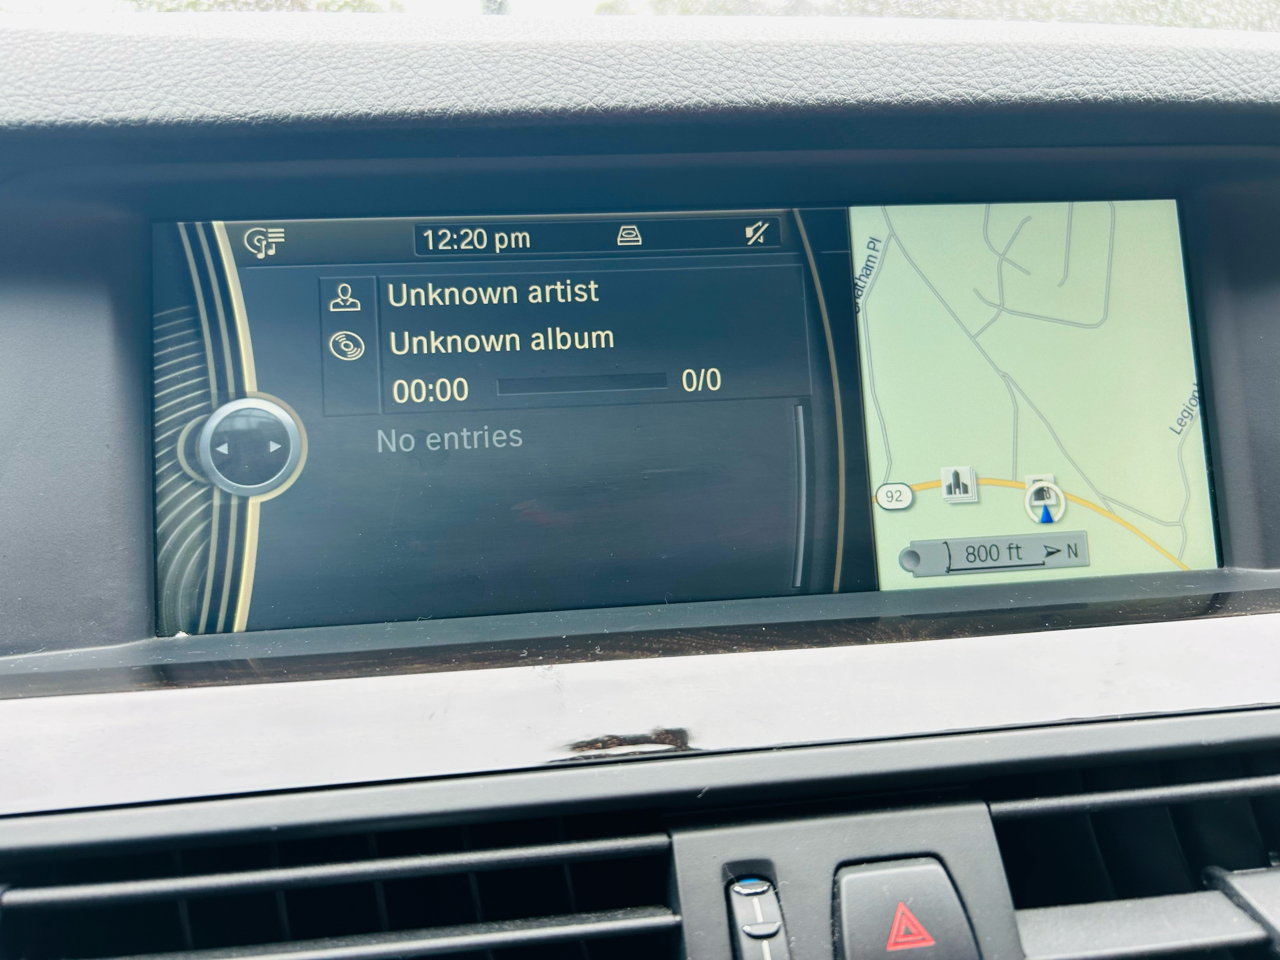 12:20 pm
Unknown artist
Unknown album
00:00 0/0
No entries
92
800 ft N